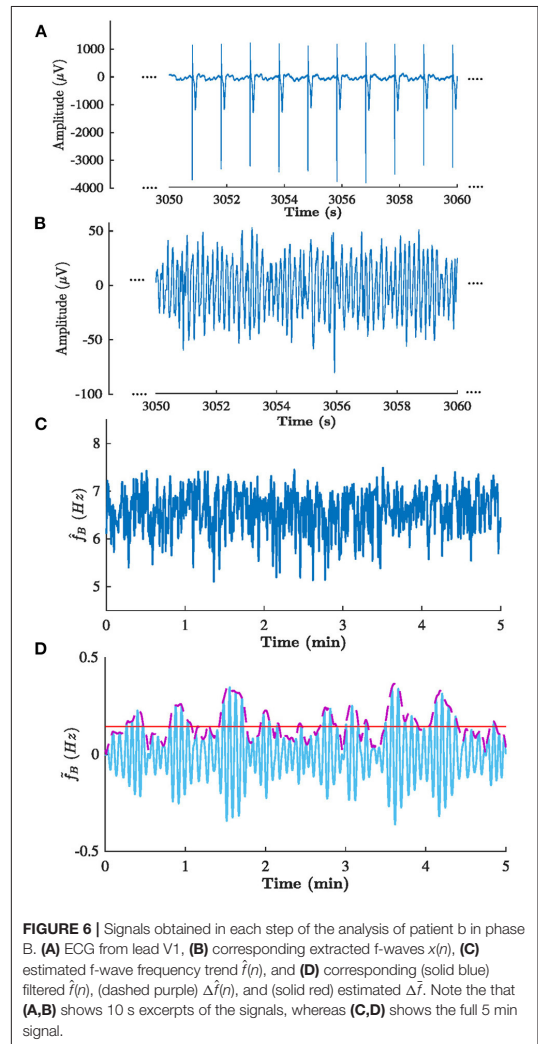 A
1000
0
-1000
-2000
-3000
-4000
Amplitude (μV)
3050 3052 3054 3056 3058 3060
Time (s)
B
50
0
-50
-100
Amplitude (μV)
3050 3052 3054 3056 3058 3060
Time (s)
C
8
7
6
5
f̂_B (Hz)
0 1 2 3 4 5
Time (min)
D
0.5
0
-0.5
f̃_B (Hz)
0 1 2 3 4 5
Time (min)
FIGURE 6 | Signals obtained in each step of the analysis of patient b in phase
B. (A) ECG from lead V1, (B) corresponding extracted f-waves x(n), (C)
estimated f-wave frequency trend f̂(n), and (D) corresponding (solid blue)
filtered f̂(n), (dashed purple) Δf̂(n), and (solid red) estimated Δf̄. Note the that
(A,B) shows 10 s excerpts of the signals, whereas (C,D) shows the full 5 min
signal.